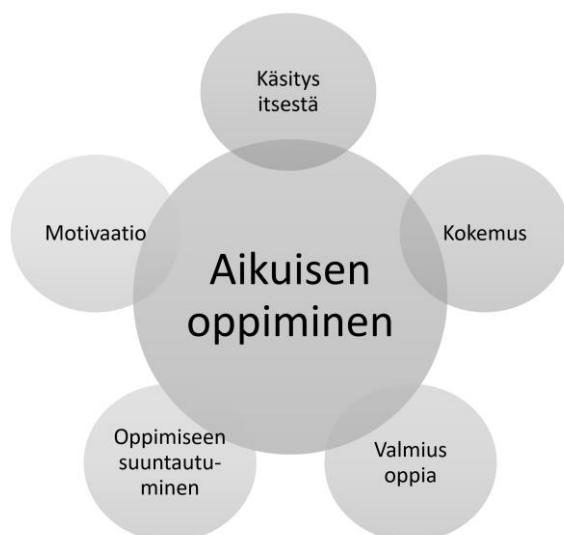 Käsitys
itsestä
Motivaatio
Kokemus
Aikuisen
oppiminen
Oppimiseen
suuntautu-
minen
Valmius
oppia